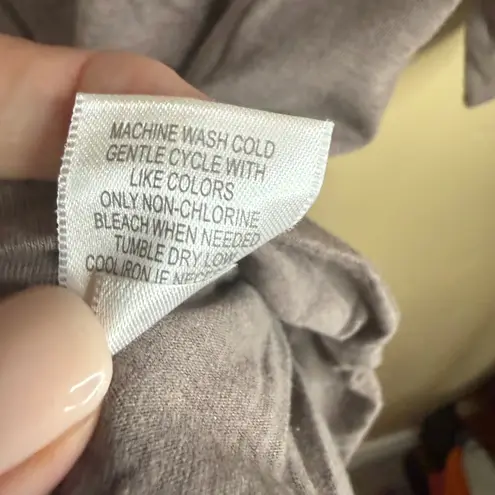 MACHINE WASH COLD
GENTLE CYCLE WITH
LIKE COLORS
ONLY NON-CHLORINE
BLEACH WHEN NEEDED
TUMBLE DRY LOW
COOL IRON IF